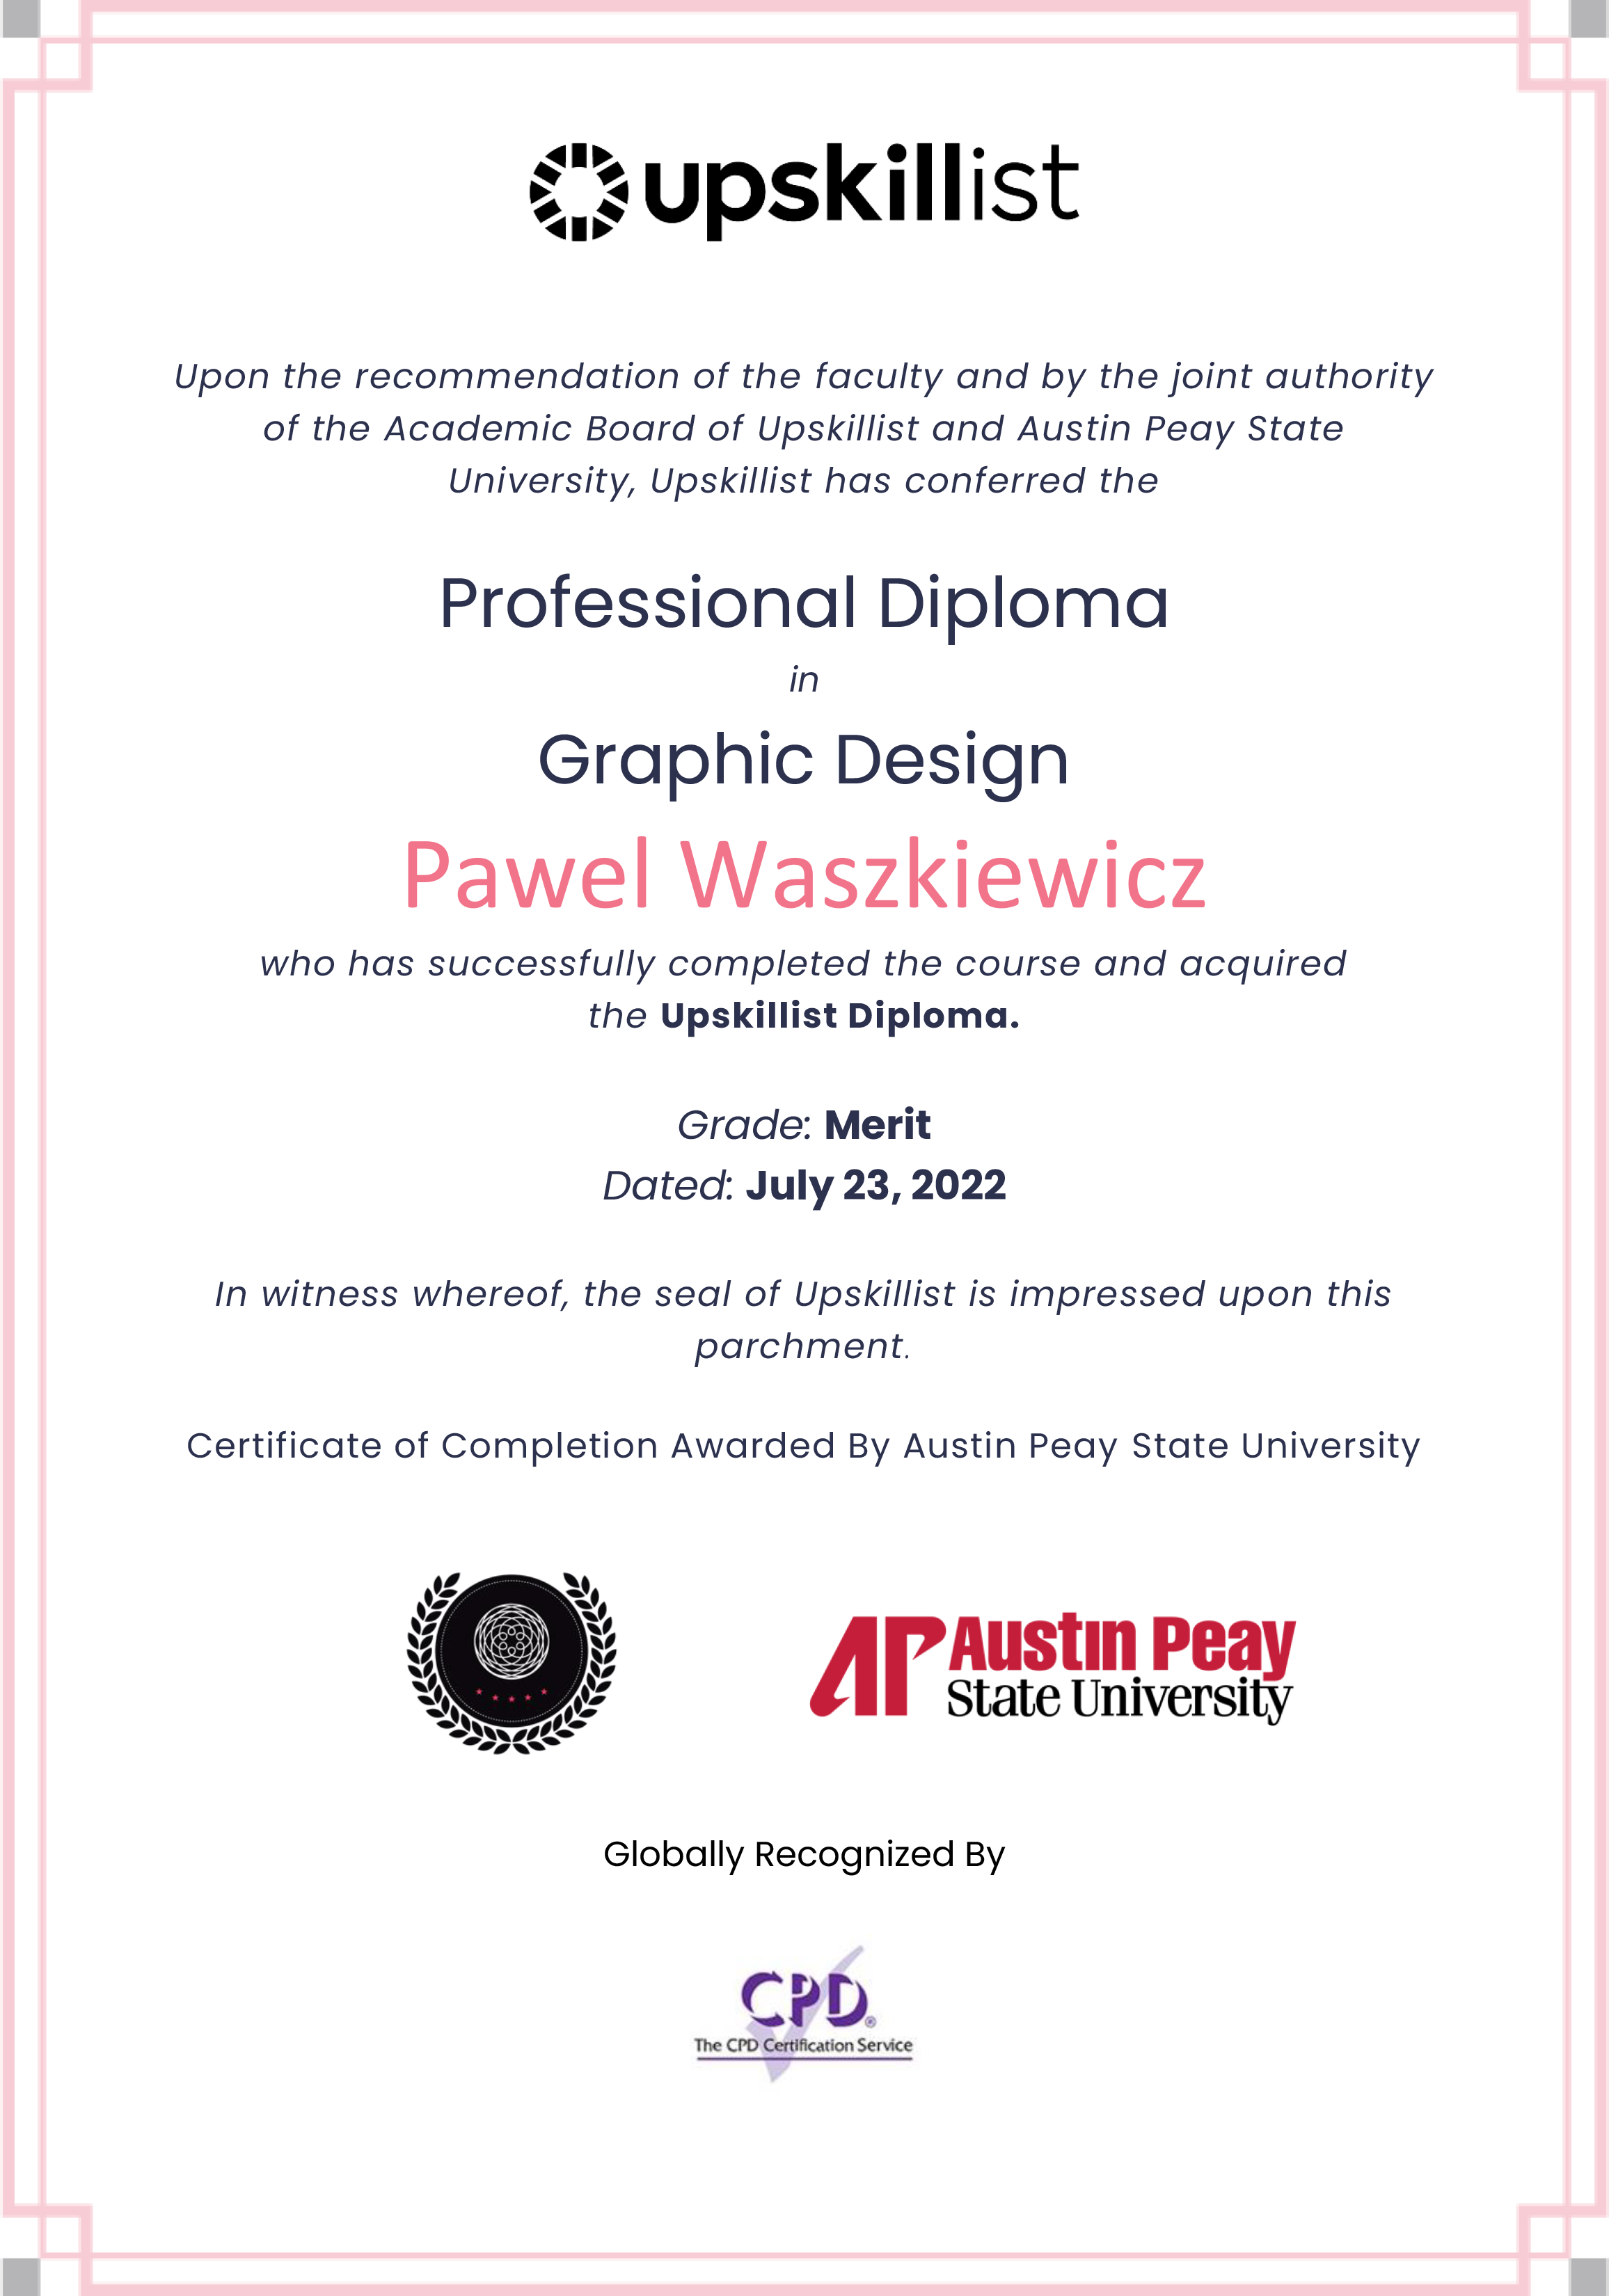 upskillist
Upon the recommendation of the faculty and by the joint authority
of the Academic Board of Upskillist and Austin Peay State
University, Upskillist has conferred the
Professional Diploma
in
Graphic Design
Pawel Waszkiewicz
who has successfully completed the course and acquired
the Upskillist Diploma.
Grade: Merit
Dated: July 23, 2022
In witness whereof, the seal of Upskillist is impressed upon this
parchment.
Certificate of Completion Awarded By Austin Peay State University
AP Austin Peay
State University
Globally Recognized By
CPD®
The CPD Certification Service